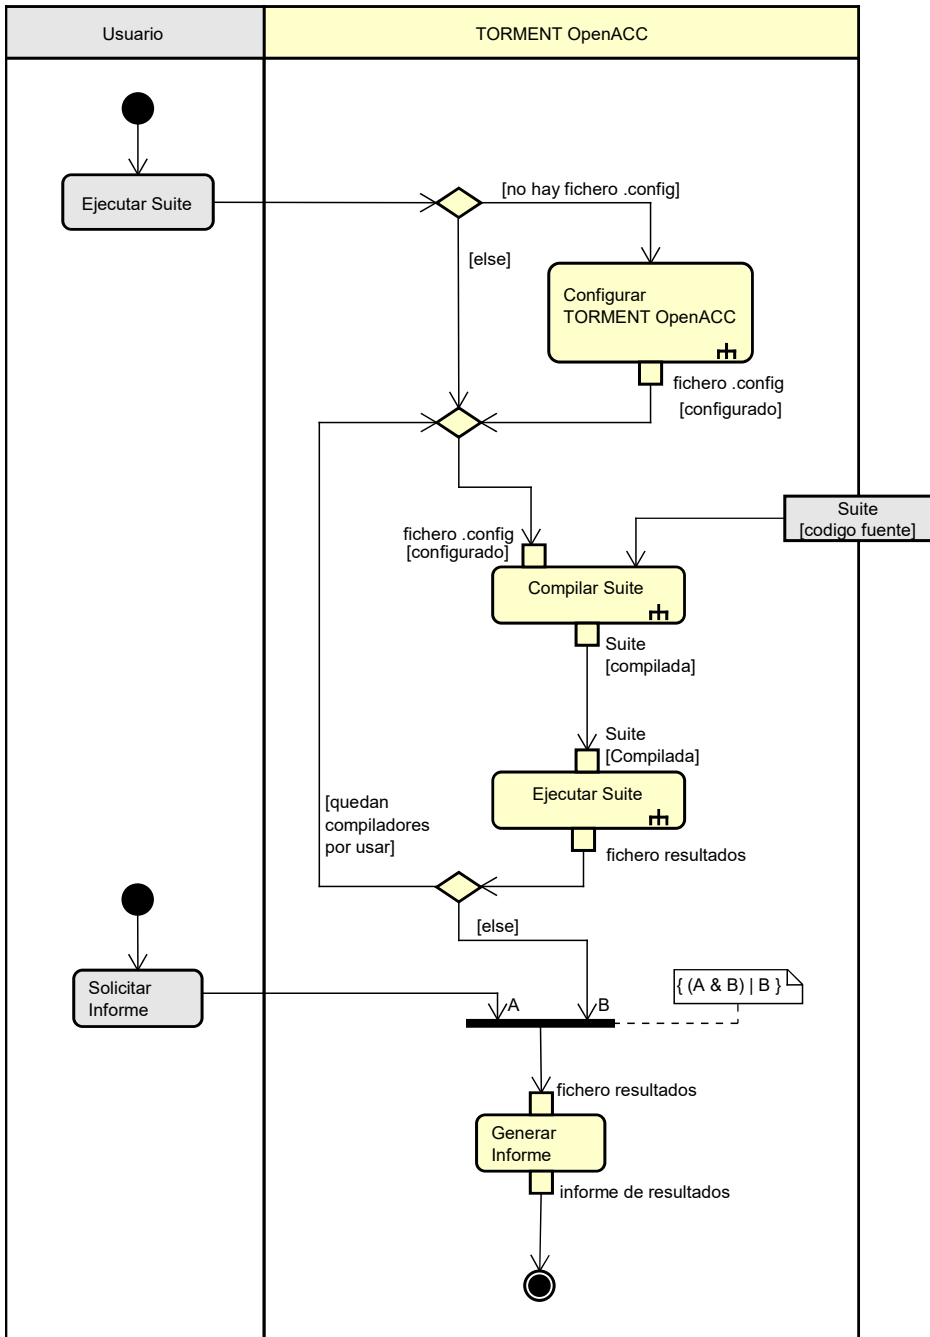 Usuario
TORMENT OpenACC
[no hay fichero .config]
Ejecutar Suite
[else]
Configurar
TORMENT OpenACC
fichero .config
[configurado]
Suite
[codigo fuente]
fichero .config
[configurado]
Compilar Suite
Suite
[compilada]
Suite
[Compilada]
Ejecutar Suite
[quedan
compiladores
por usar]
fichero resultados
[else]
Solicitar
Informe
{ (A & B) | B }
A
B
fichero resultados
Generar
Informe
informe de resultados